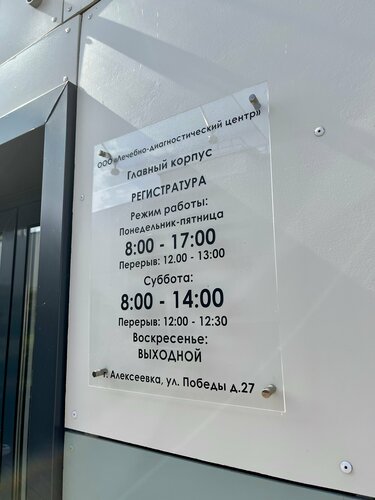 ООО «Лечебно-диагностический центр»
Главный корпус
РЕГИСТРАТУРА
Режим работы:
Понедельник-пятница
8:00 - 17:00
Перерыв: 12.00 - 13:00
Суббота:
8:00 - 14:00
Перерыв: 12:00 - 12:30
Воскресенье:
ВЫХОДНОЙ
г. Алексеевка, ул. Победы д.27